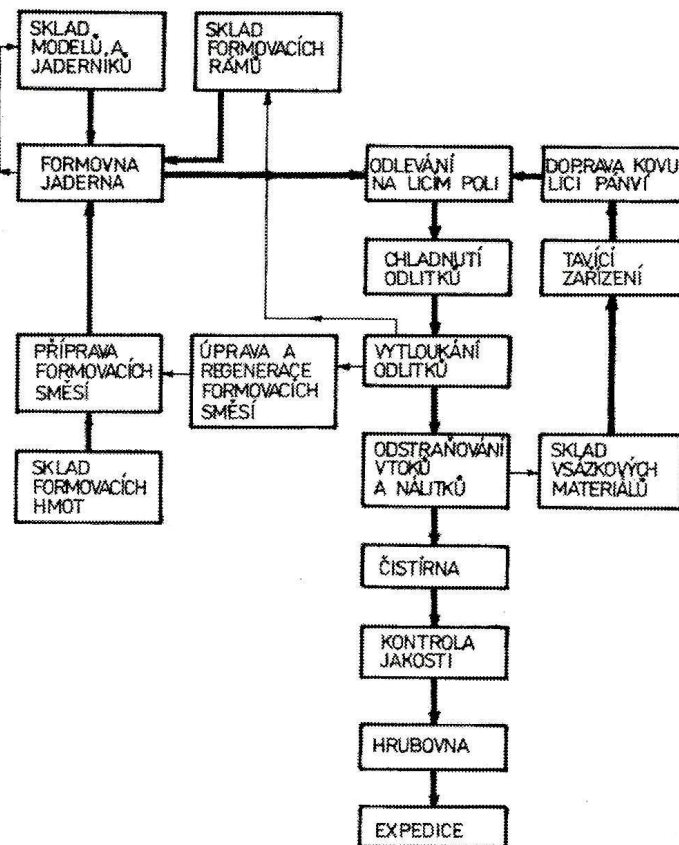 SKLAD
MODELŮ, A
JADERNÍKŮ
SKLAD
FORMOVACÍCH
RÁMŮ
FORMOVNA
JADERNA
ODLEVÁNÍ
NA LICÍM POLI
DOPRAVA KOVU
LÍCÍ PÁNVÍ
CHLADNUTÍ
ODLITKŮ
TAVÍCÍ
ZAŘÍZENÍ
PŘÍPRAVA
FORMOVACÍCH
SMĚSÍ
ÚPRAVA A
REGENERACE
FORMOVACÍCH
SMĚSÍ
VYTLOUKÁNÍ
ODLITKŮ
SKLAD
FORMOVACÍCH
HMOT
ODSTRAŇOVÁNÍ
VTOKŮ
A NÁLITKŮ
SKLAD
VSÁZKOVÝCH
MATERIÁLŮ
ČISTÍRNA
KONTROLA
JAKOSTI
HRUBOVNA
EXPEDICE